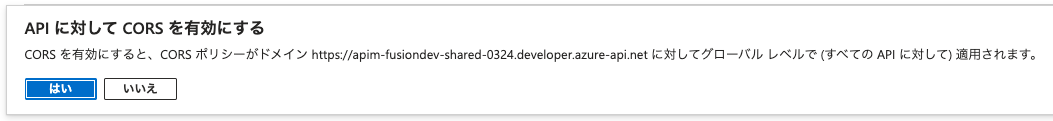 API に対して CORS を有効にする
CORS を有効にすると、CORS ポリシーがドメイン https://apim-fusiondev-shared-0324.developer.azure-api.net に対してグローバル レベルで (すべての API に対して) 適用されます。
はい いいえ